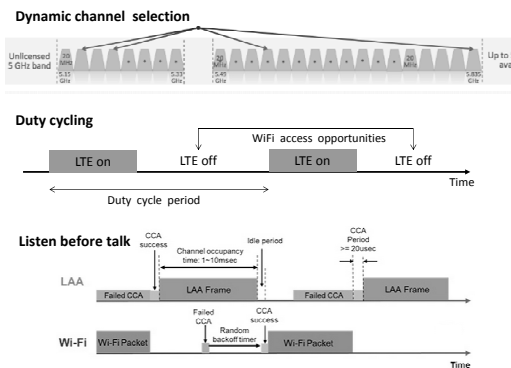 Dynamic channel selection
Unlicensed
5 GHz band
20
MHz
5.15
GHz
5.33
GHz
20
MHz
5.49
GHz
20
MHz
5.835
GHz
Up to
ava
Duty cycling
WiFi access opportunities
LTE on
LTE off
LTE on
LTE off
Time
Duty cycle period
Listen before talk
CCA
success
Channel occupancy
time: 1~10msec
Idle period
CCA
Period
>= 20usec
LAA
Failed CCA
LAA Frame
Failed CCA
LAA Frame
Failed
CCA
Random
backoff timer
CCA
success
Wi-Fi
Wi-Fi Packet
Wi-Fi Packet
Time